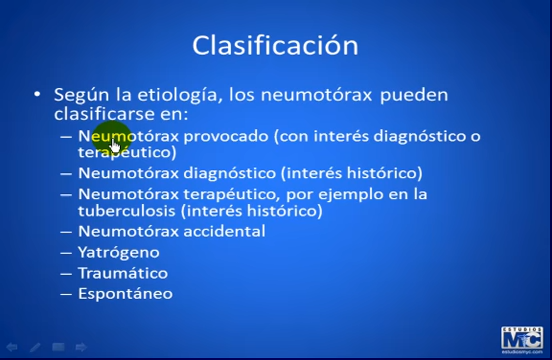 Clasificación
• Según la etiología, los neumotórax pueden
clasificarse en:
– Neumotórax provocado (con interés diagnóstico o
terapéutico)
– Neumotórax diagnóstico (interés histórico)
– Neumotórax terapéutico, por ejemplo en la
tuberculosis (interés histórico)
– Neumotórax accidental
– Yatrógeno
– Traumático
– Espontáneo
ESTUDIOS
MYC
estudiosmyc.com